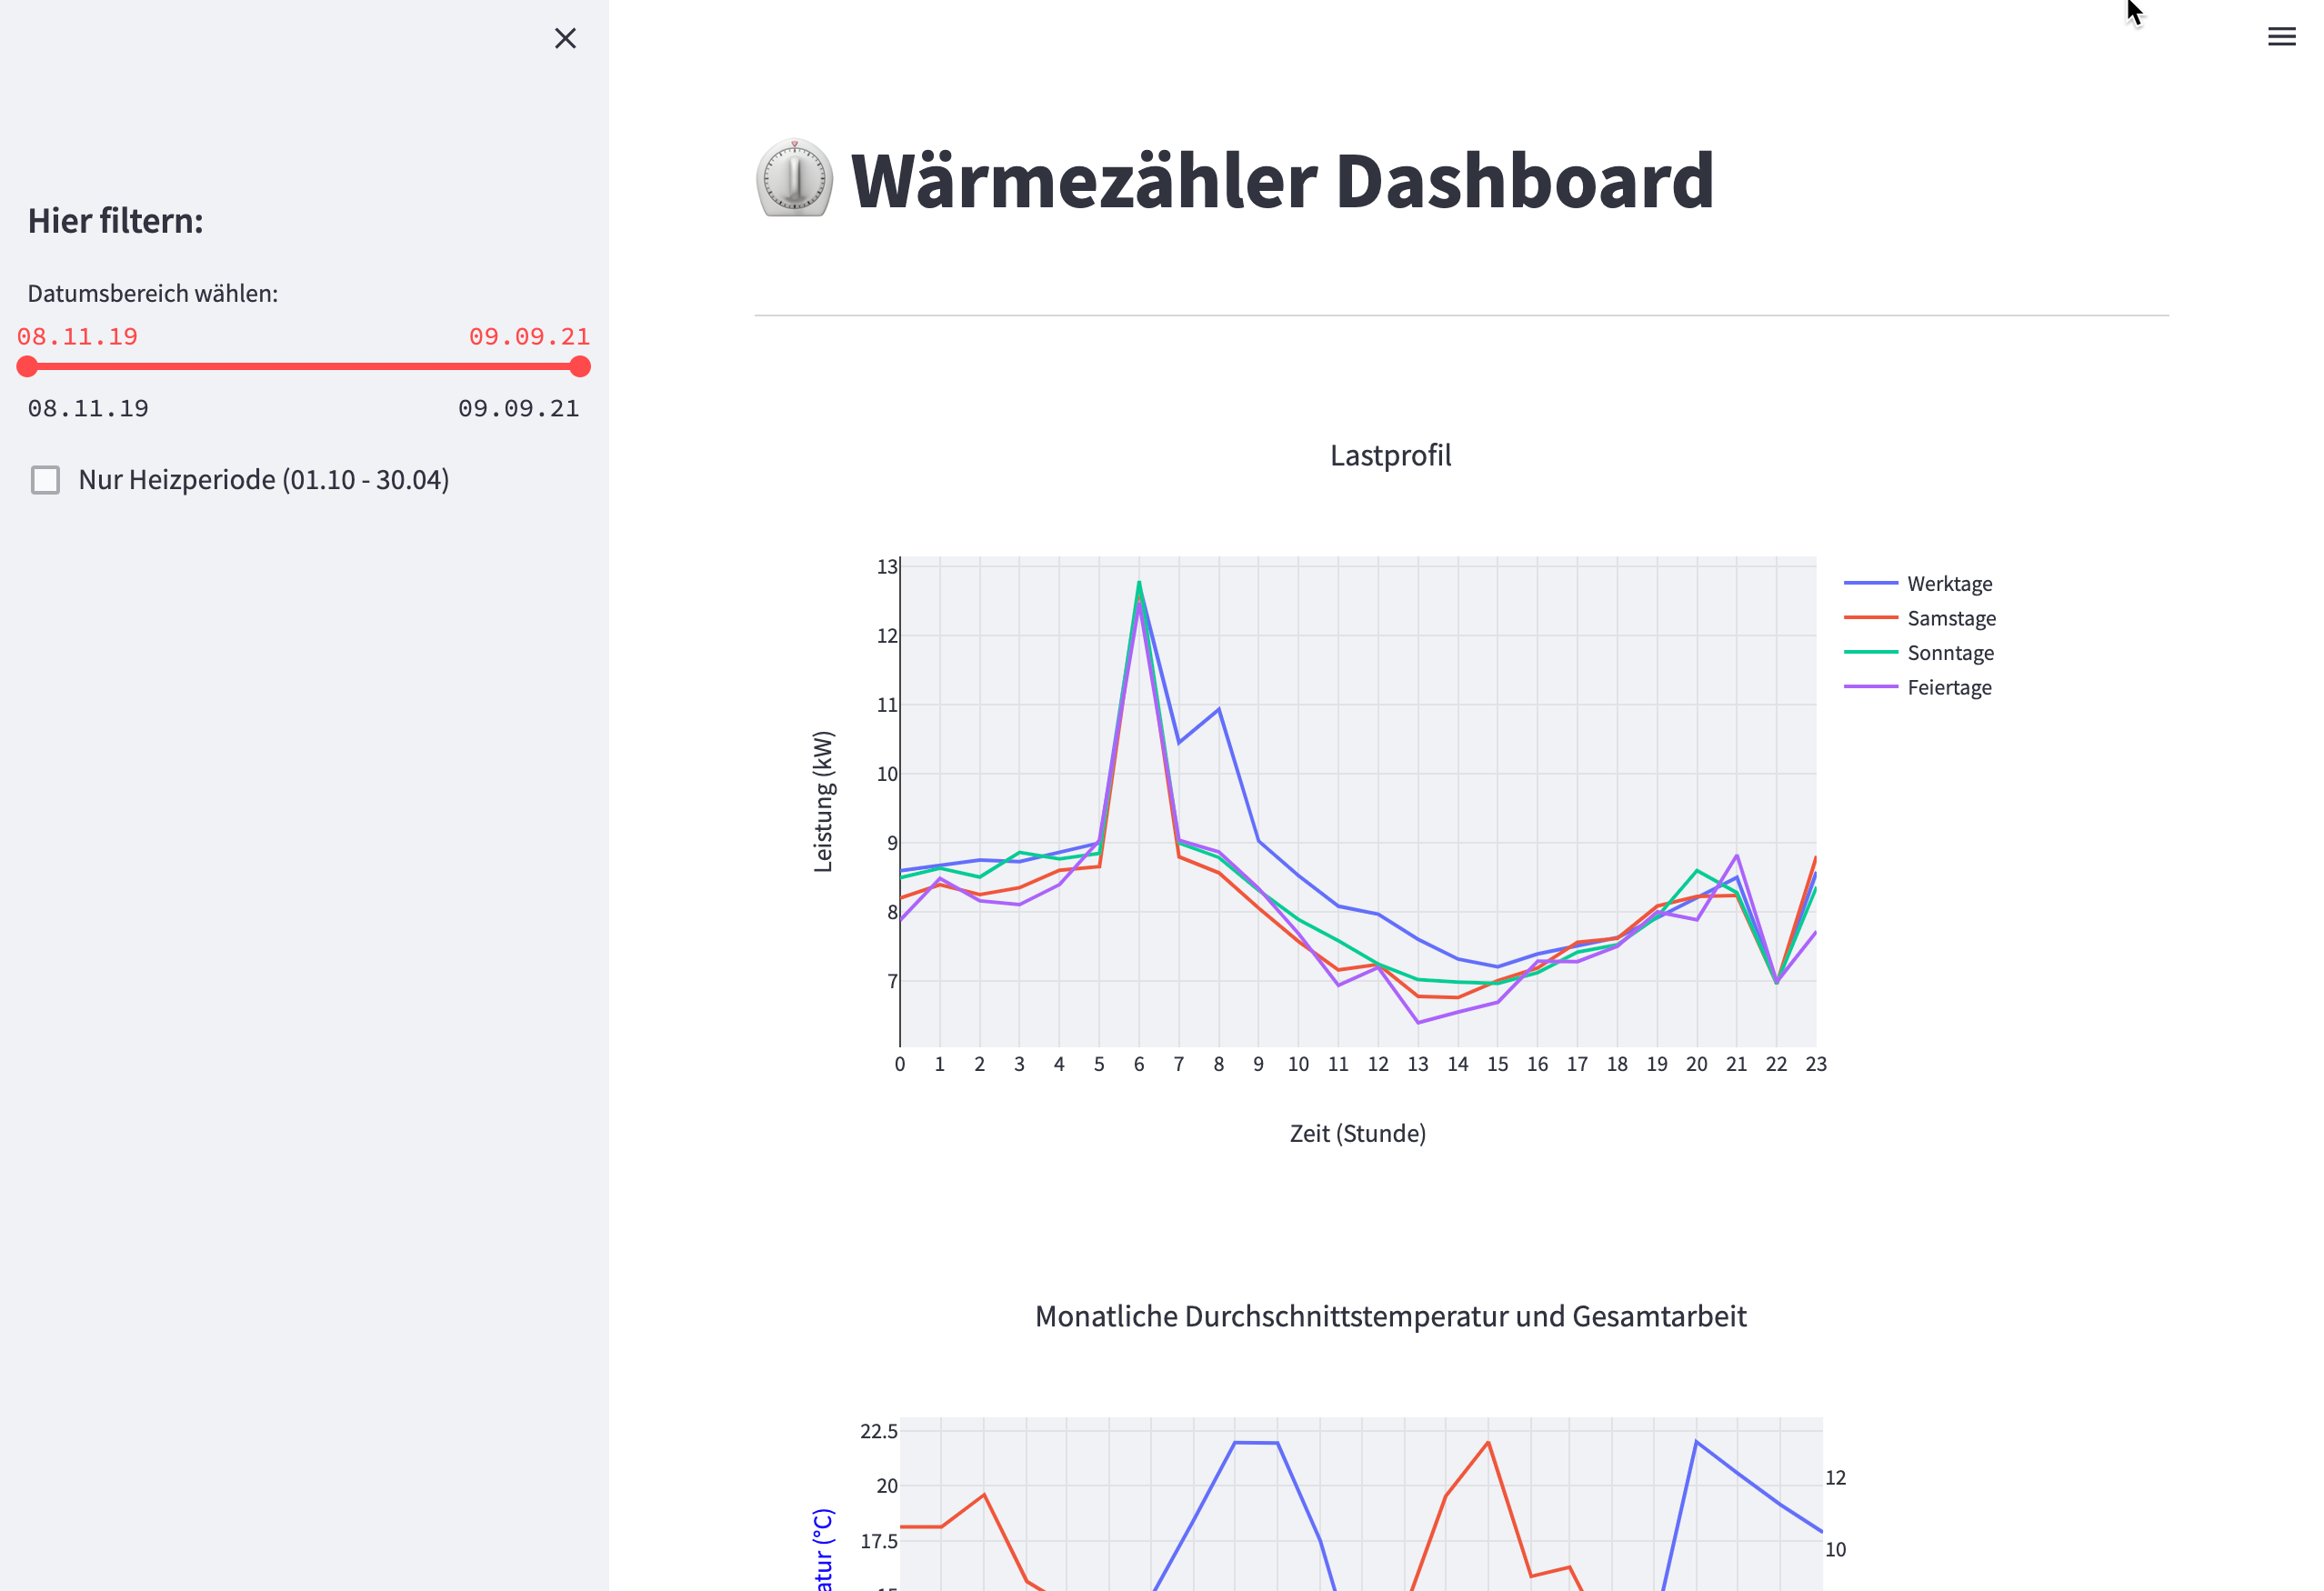 Hier filtern:
Datumsbereich wählen:
08.11.19 09.09.21
08.11.19 09.09.21
Nur Heizperiode (01.10 - 30.04)
Wärmezähler Dashboard
Lastprofil
13
12
11
10
9
8
7
Leistung (kW)
0 1 2 3 4 5 6 7 8 9 10 11 12 13 14 15 16 17 18 19 20 21 22 23
Zeit (Stunde)
Werktage
Samstage
Sonntage
Feiertage
Monatliche Durchschnittstemperatur und Gesamtarbeit
22.5
20
17.5
15
atur (°C)
12
10